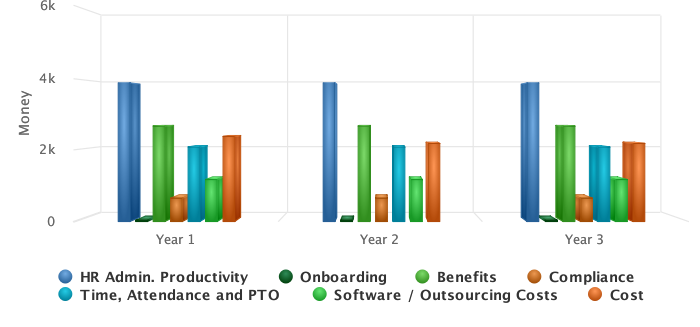 6k
4k
2k
0
Money
Year 1
Year 2
Year 3
HR Admin. Productivity
Onboarding
Benefits
Compliance
Time, Attendance and PTO
Software / Outsourcing Costs
Cost